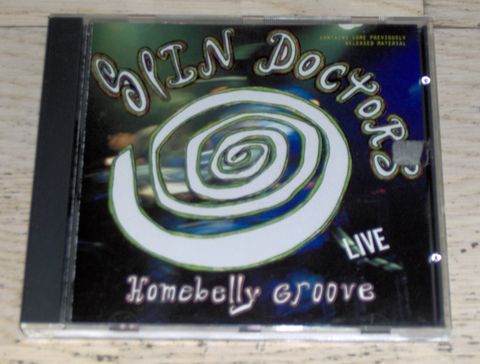 CONTAINS SOME PREVIOUSLY
RELEASED MATERIAL
SPIN DOCTORS
LIVE
Homebelly Groove